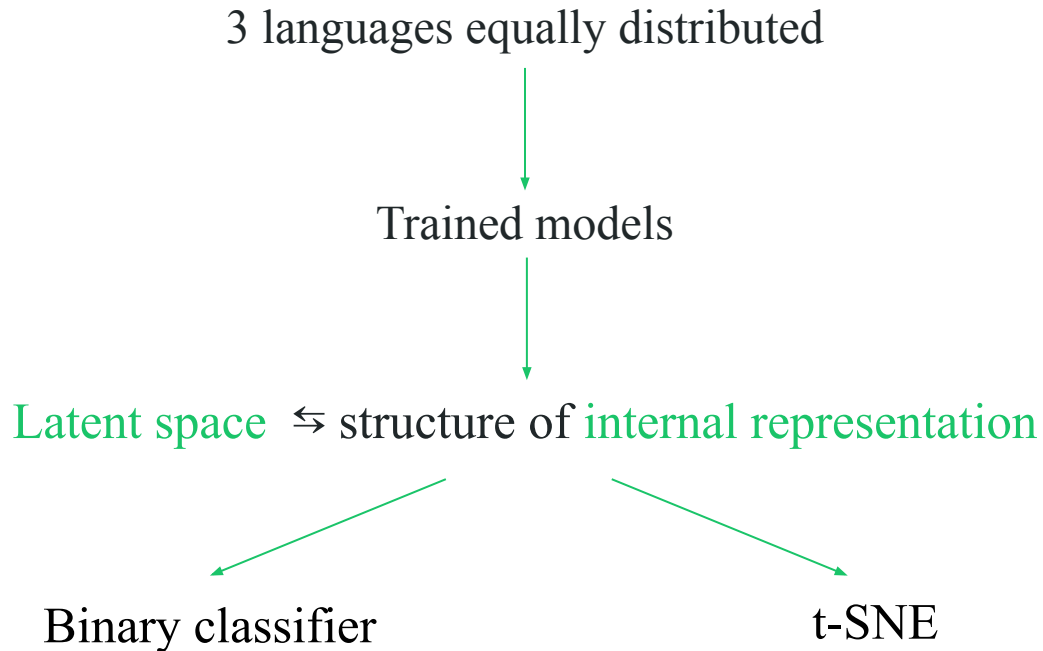 3 languages equally distributed
Trained models
Latent space ⇆ structure of internal representation
Binary classifier
t-SNE